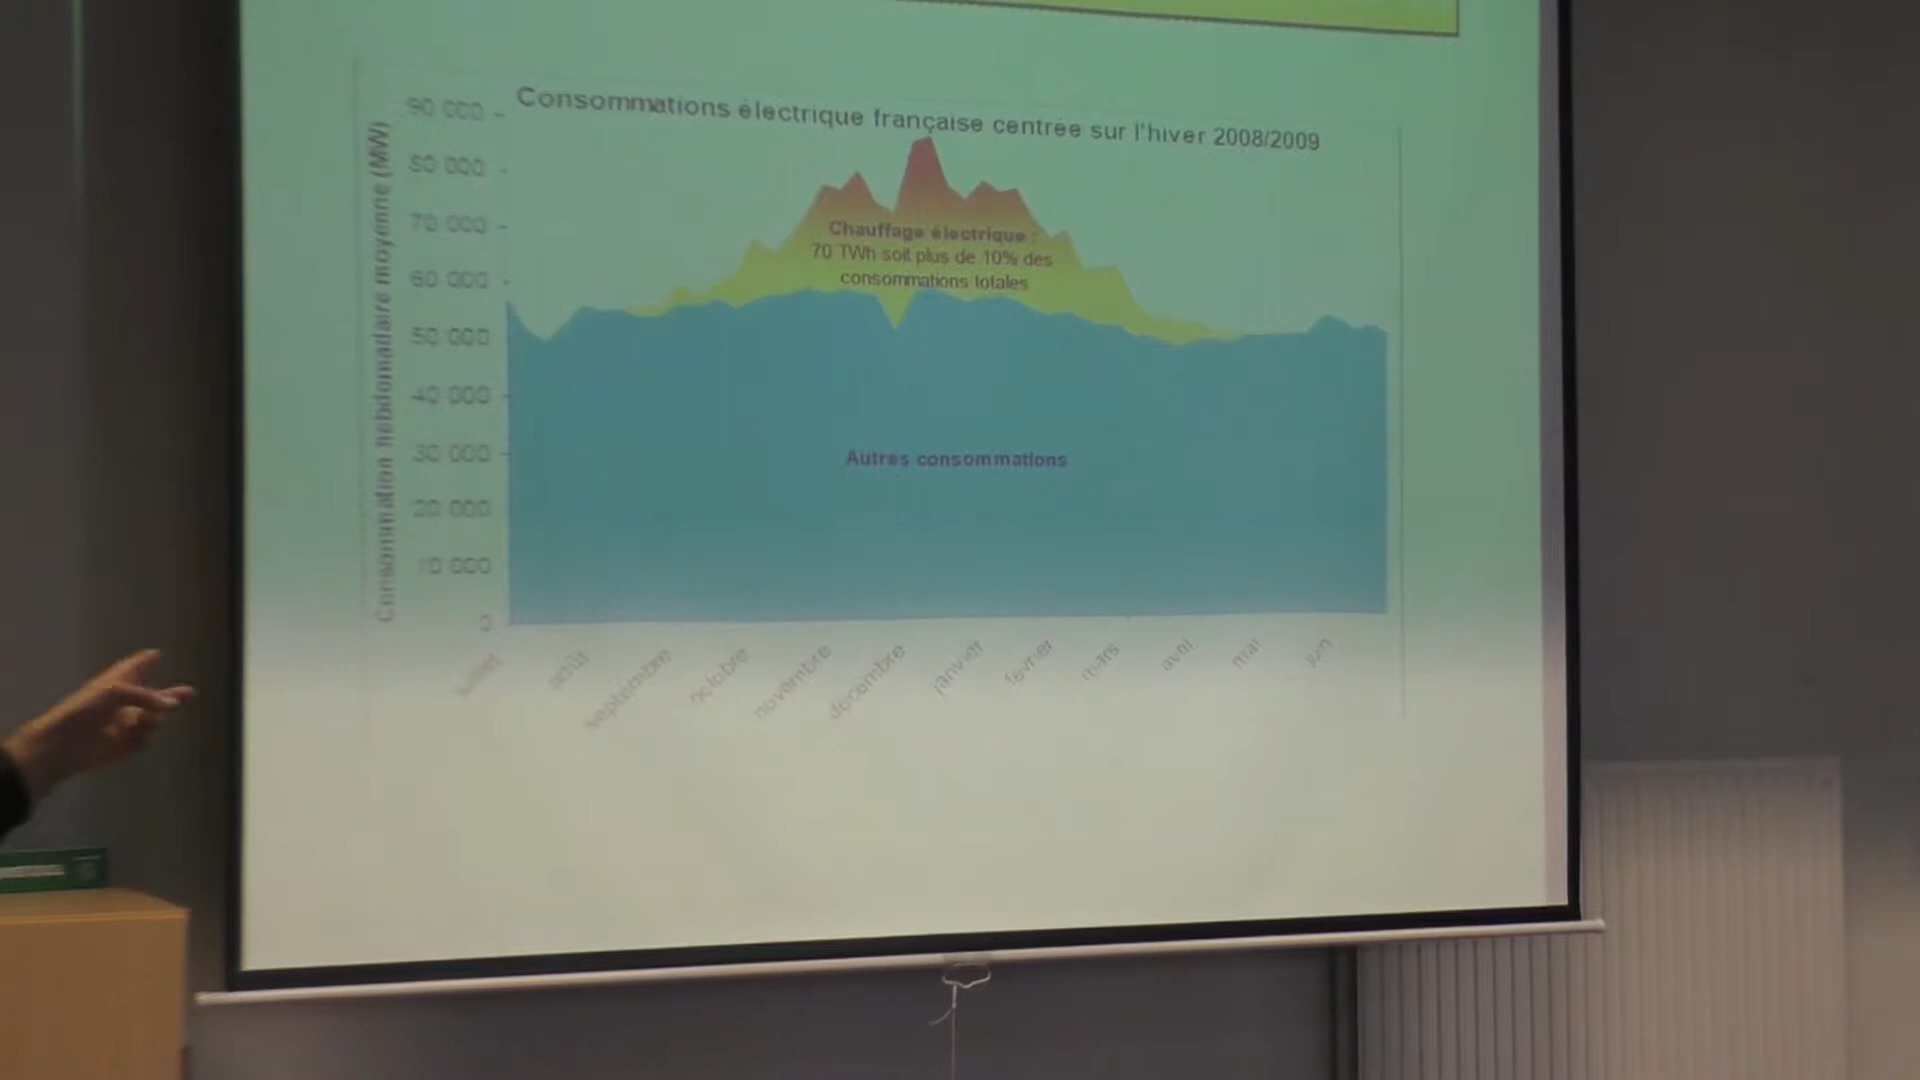 Consommations électrique française centrée sur l'hiver 2008/2009
Consommation hebdomadaire moyenne (MW)
90 000
80 000
70 000
60 000
50 000
40 000
30 000
20 000
10 000
0
Chauffage électrique :
70 TWh soit plus de 10% des
consommations totales
Autres consommations
juillet
août
septembre
octobre
novembre
décembre
janvier
février
mars
avril
mai
juin